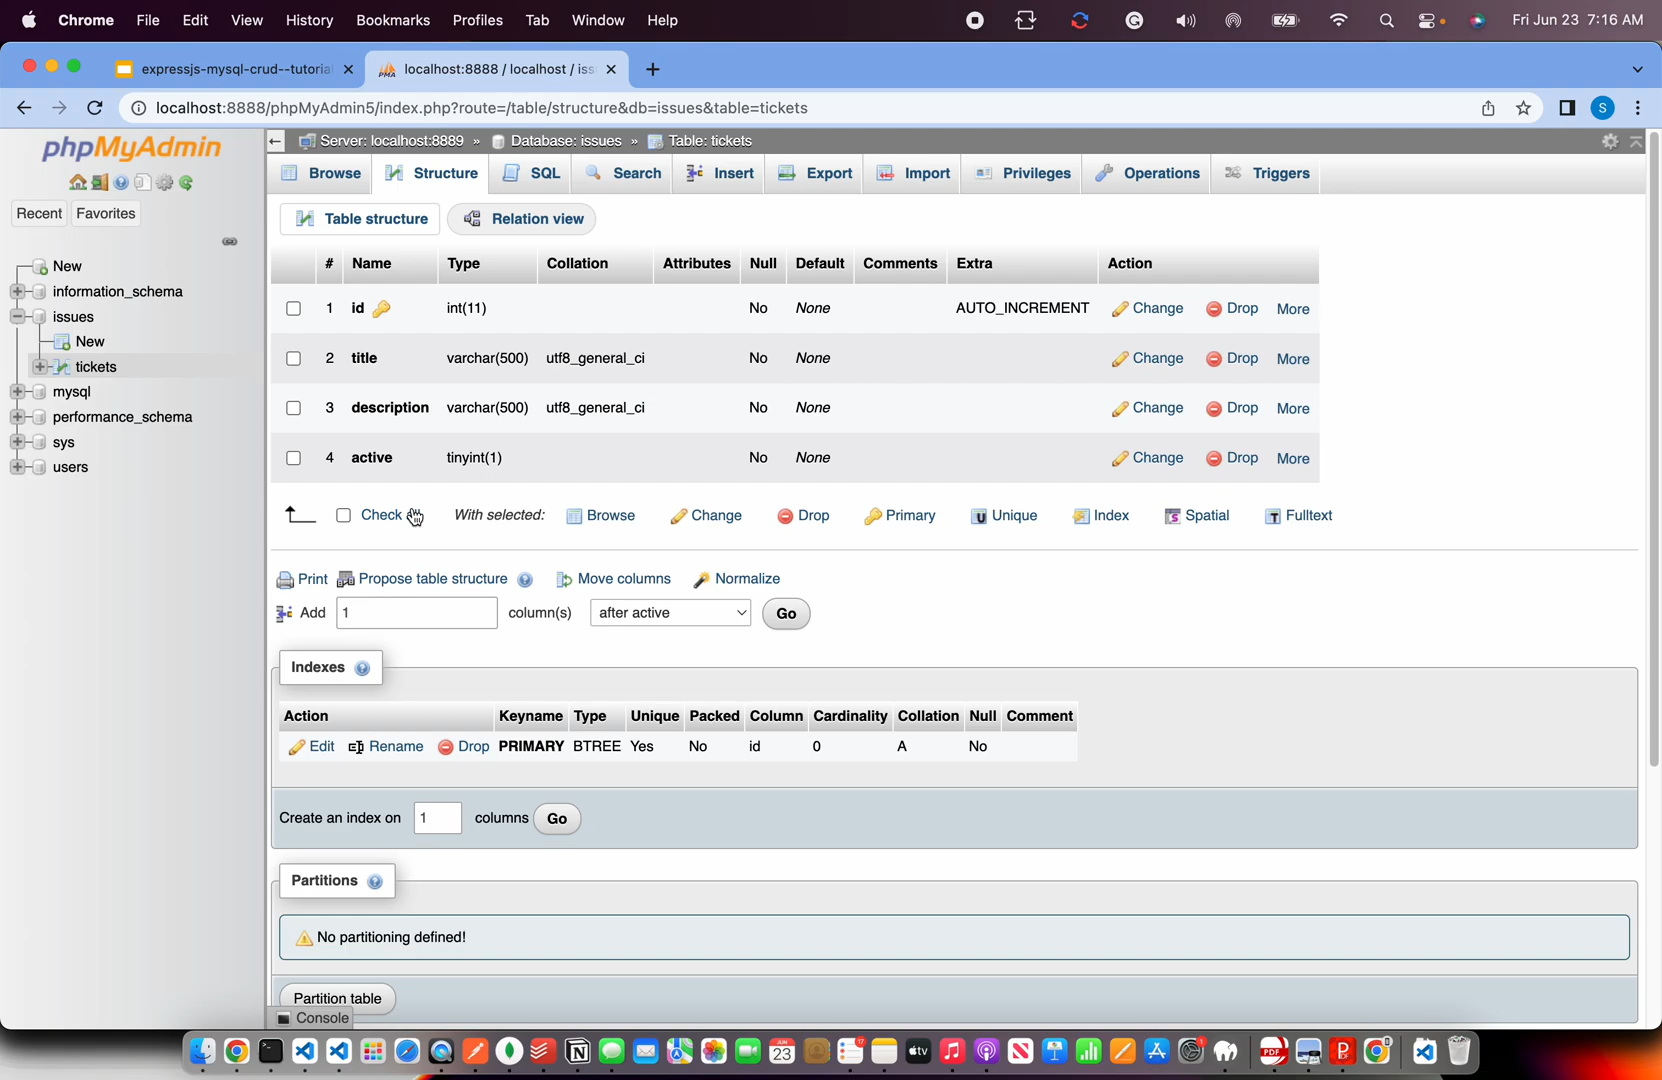 Chrome File Edit View History Bookmarks Profiles Tab Window Help Fri Jun 23 7:16 AM
expressjs-mysql-crud--tutorial localhost:8888 / localhost / iss
localhost:8888/phpMyAdmin5/index.php?route=/table/structure&db=issues&table=tickets S
phpMyAdmin
Recent Favorites
New
information_schema
issues
New
tickets
mysql
performance_schema
sys
users
Server: localhost:8889 » Database: issues » Table: tickets
Browse Structure SQL Search Insert Export Import Privileges Operations Triggers
Table structure Relation view
# Name Type Collation Attributes Null Default Comments Extra Action
1 id int(11) No None AUTO_INCREMENT Change Drop More
2 title varchar(500) utf8_general_ci No None Change Drop More
3 description varchar(500) utf8_general_ci No None Change Drop More
4 active tinyint(1) No None Change Drop More
Check With selected: Browse Change Drop Primary Unique Index Spatial Fulltext
Print Propose table structure Move columns Normalize
Add 1 column(s) after active Go
Indexes
Action Keyname Type Unique Packed Column Cardinality Collation Null Comment
Edit Rename Drop PRIMARY BTREE Yes No id 0 A No
Create an index on 1 columns Go
Partitions
No partitioning defined!
Partition table
Console